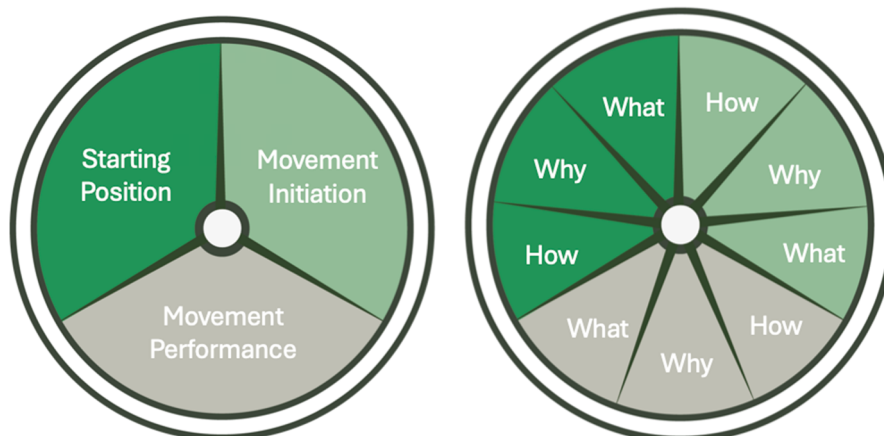 Starting
Position
Movement
Initiation
Movement
Performance
What
How
Why
Why
How
What
What
How
Why